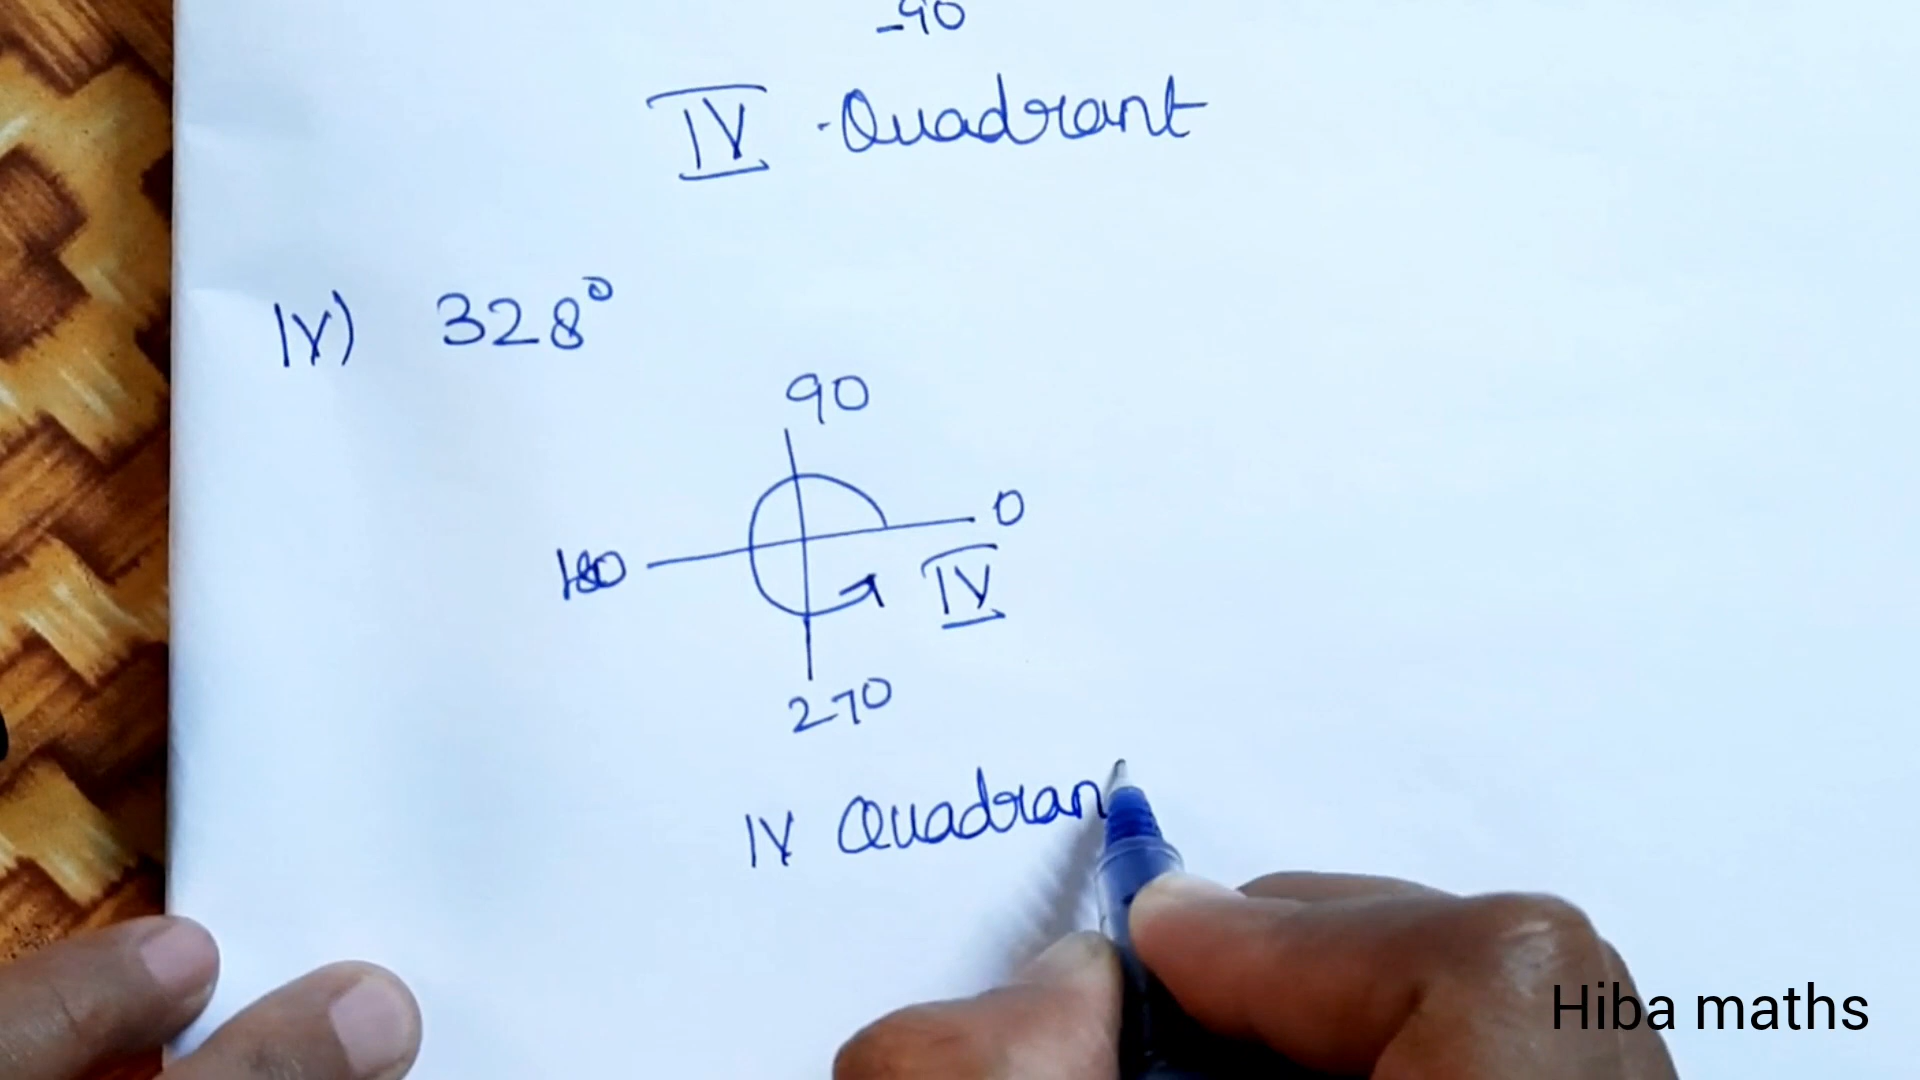 -90
IV Quadrant
IV) 328°
90
0
180
IV
270
IV Quadran
Hiba maths